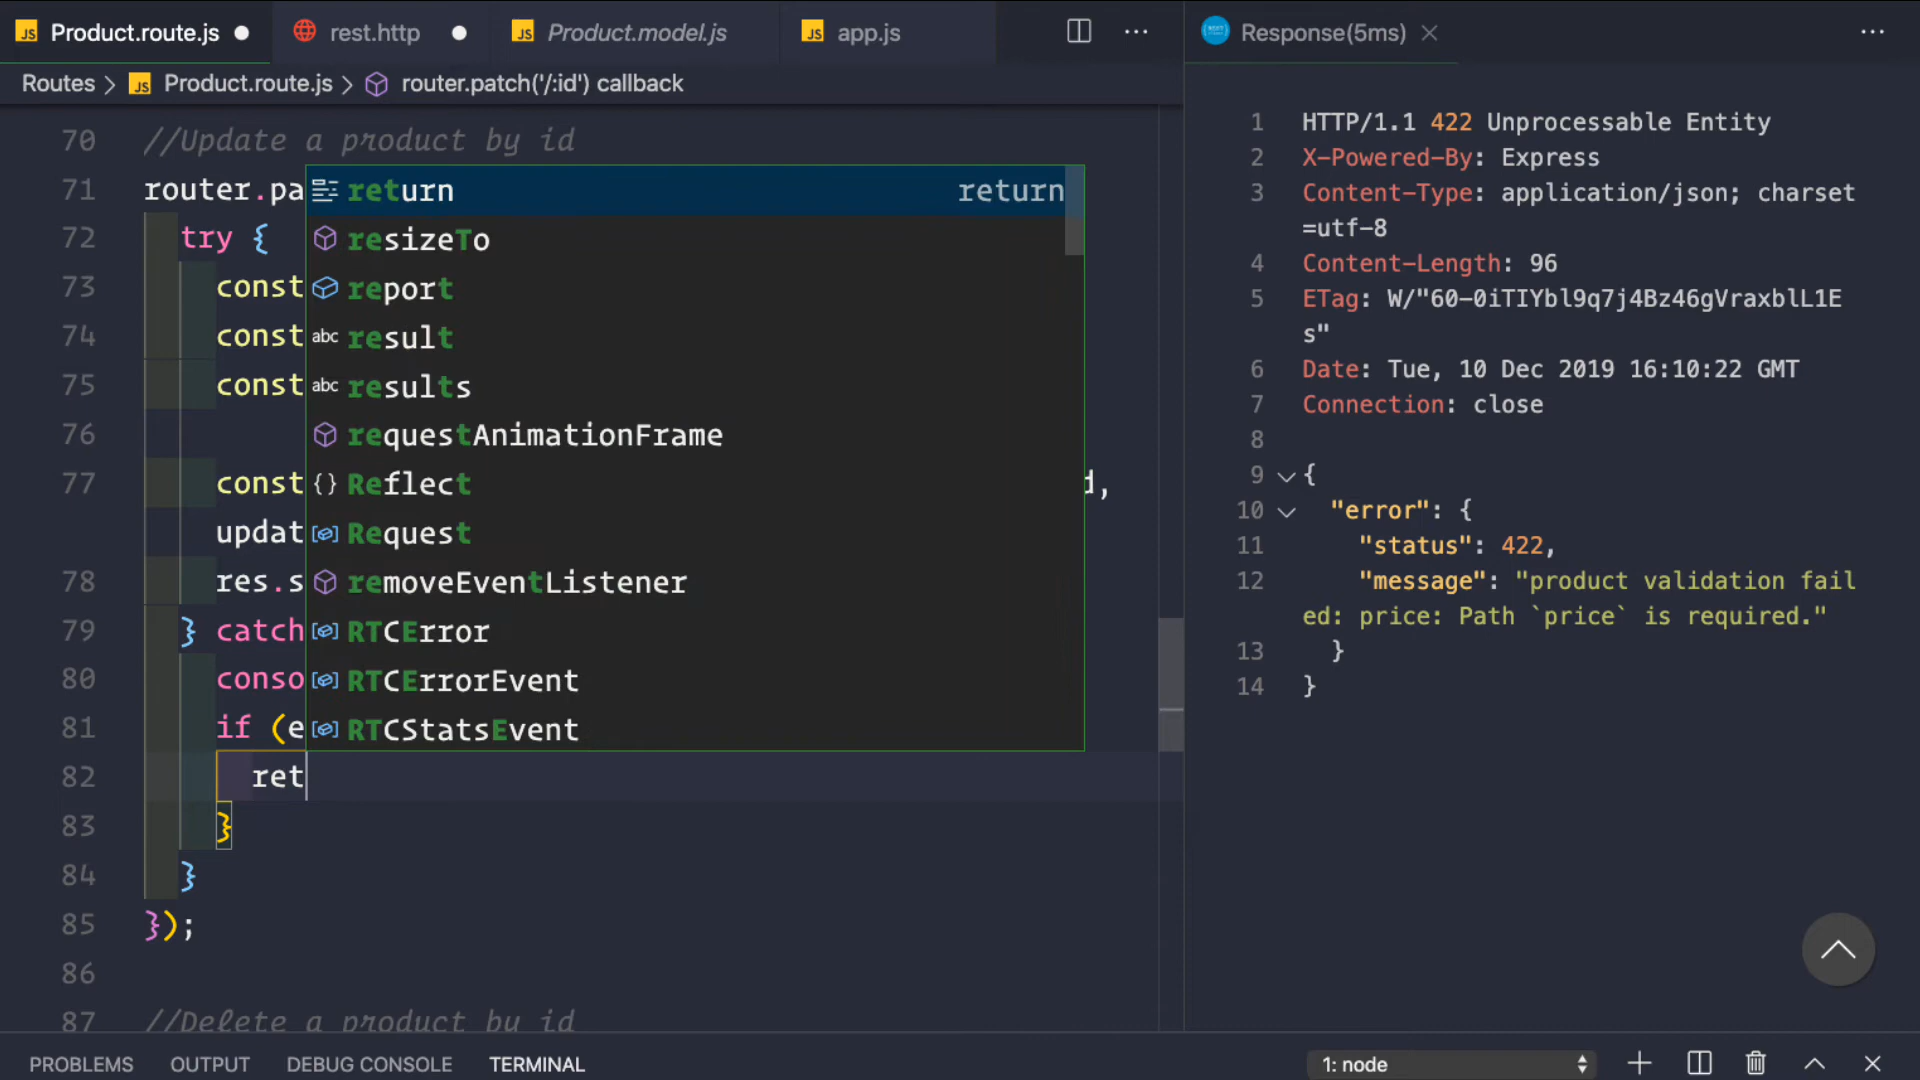 Product.route.js
rest.http
Product.model.js
app.js
Response(5ms)
Routes > Product.route.js > router.patch('/:id') callback
70 //Update a product by id
71 router.pa
72 try {
73 const
74 const
75 const
76
77 const d,
updat
78 res.s
79 } catch
80 conso
81 if (e
82 ret
83 }
84 }
85 });
86
87 //Delete a product by id
return return
resizeTo
report
abc result
abc results
requestAnimationFrame
{} Reflect
Request
removeEventListener
RTCError
RTCErrorEvent
RTCStatsEvent
1 HTTP/1.1 422 Unprocessable Entity
2 X-Powered-By: Express
3 Content-Type: application/json; charset
=utf-8
4 Content-Length: 96
5 ETag: W/"60-0iTIYbl9q7j4Bz46gVraxblL1E
s"
6 Date: Tue, 10 Dec 2019 16:10:22 GMT
7 Connection: close
8
9 {
10 "error": {
11 "status": 422,
12 "message": "product validation fail
ed: price: Path `price` is required."
13 }
14 }
PROBLEMS OUTPUT DEBUG CONSOLE TERMINAL
1: node